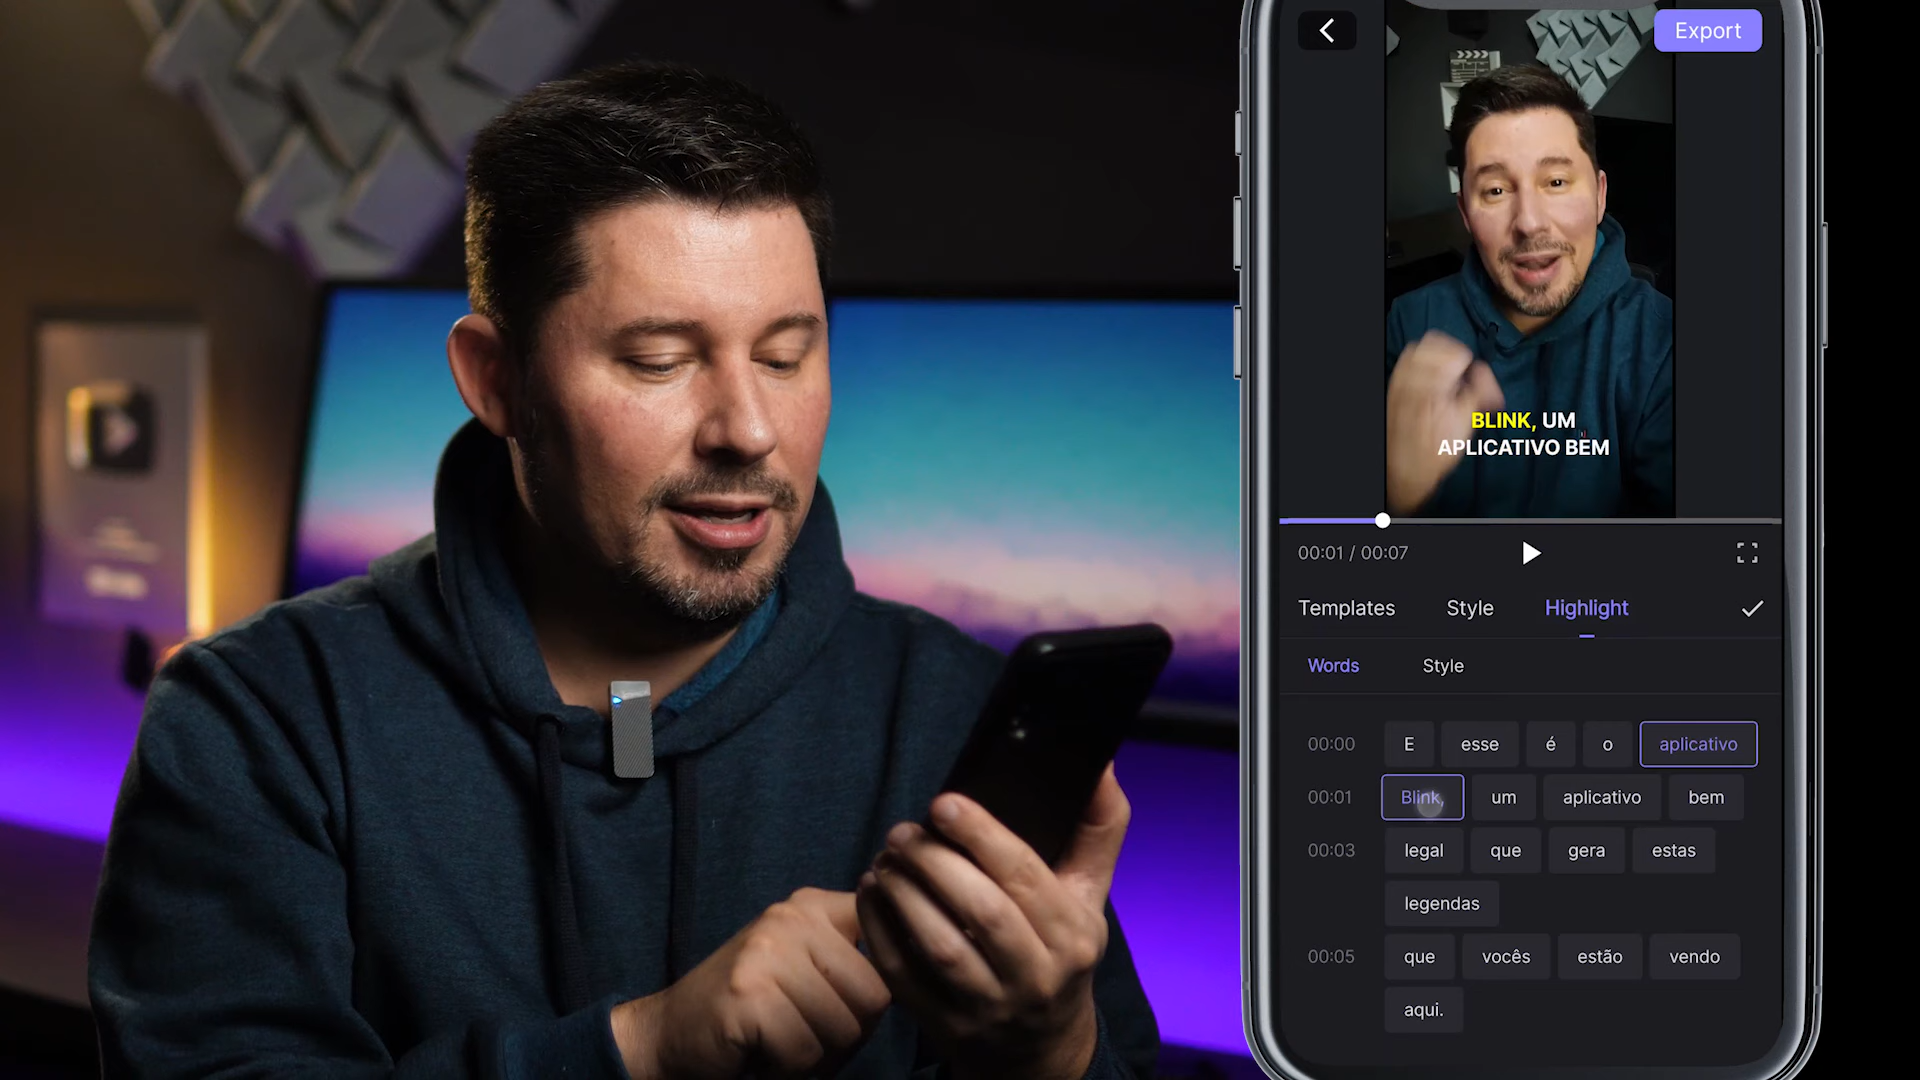 Export
BLINK, UM
APLICATIVO BEM
00:01 / 00:07
Templates Style Highlight
Words Style
00:00 E esse é o aplicativo
00:01 Blink, um aplicativo bem
00:03 legal que gera estas
legendas
00:05 que vocês estão vendo
aqui.